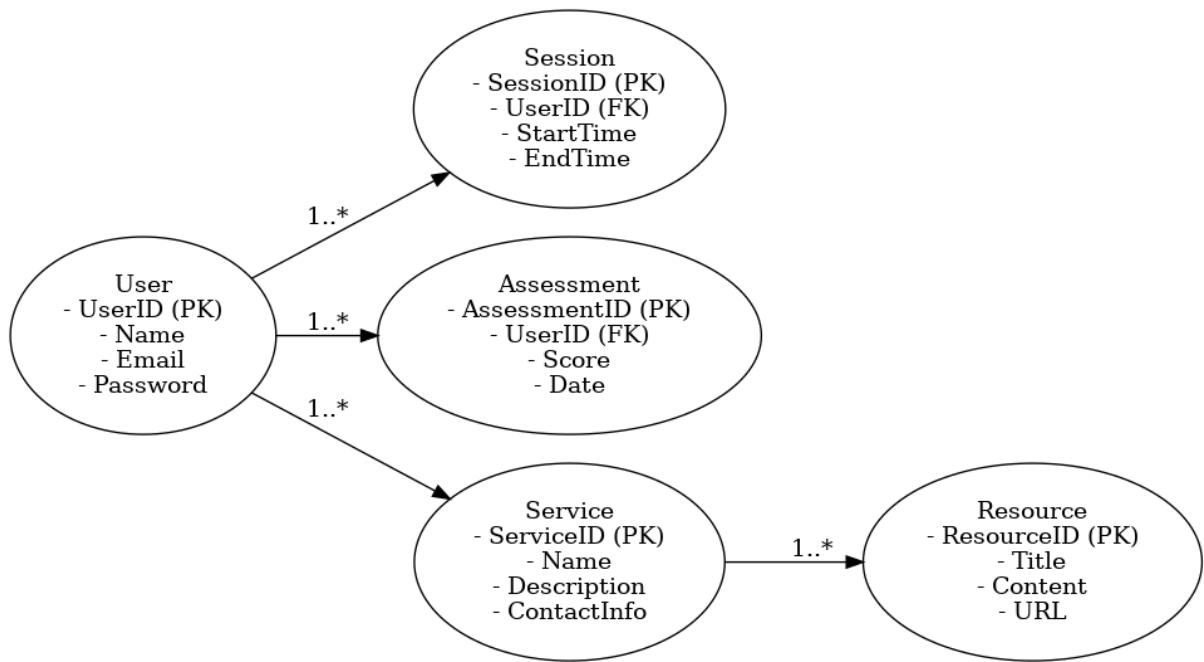 Session
- SessionID (PK)
- UserID (FK)
- StartTime
- EndTime
1..*
User
- UserID (PK)
- Name
- Email
- Password
1..*
Assessment
- AssessmentID (PK)
- UserID (FK)
- Score
- Date
1..*
Service
- ServiceID (PK)
- Name
- Description
- ContactInfo
1..*
Resource
- ResourceID (PK)
- Title
- Content
- URL